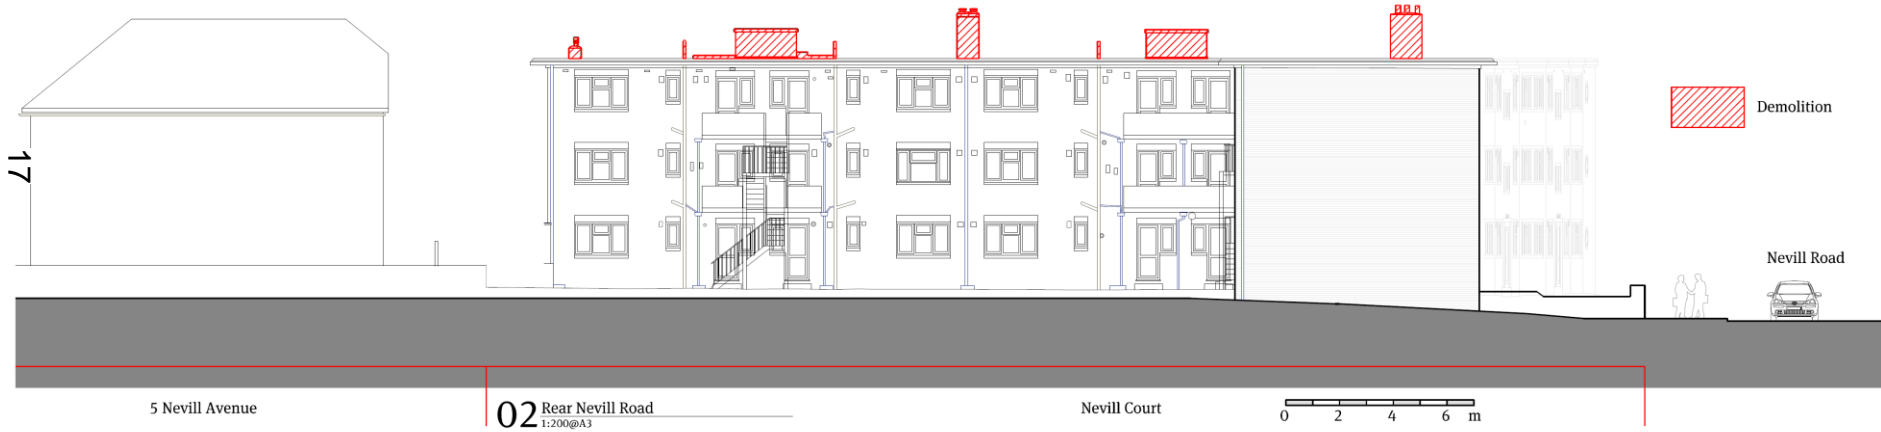 17
Demolition
Nevill Road
5 Nevill Avenue
02 Rear Nevill Road
1:200@A3
Nevill Court
0 2 4 6 m